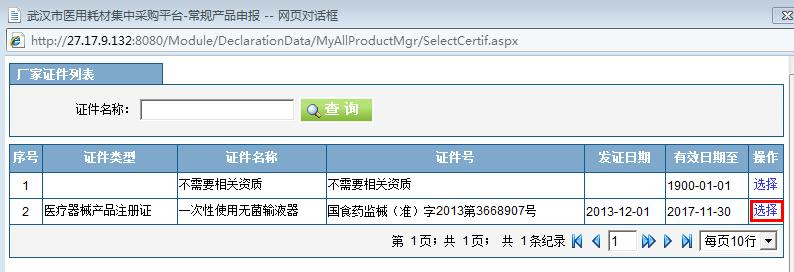 武汉市医用耗材集中采购平台-常规产品申报 -- 网页对话框
http://27.17.9.132:8080/Module/DeclarationData/MyAllProductMgr/SelectCertif.aspx
厂家证件列表
证件名称： 查 询
序号 证件类型 证件名称 证件号 发证日期 有效日期至 操作
1 不需要相关资质 不需要相关资质 1900-01-01 选择
2 医疗器械产品注册证 一次性使用无菌输液器 国食药监械（准）字2013第3668907号 2013-12-01 2017-11-30 选择
第 1页；共 1页； 共 1条纪录 1 每页10行